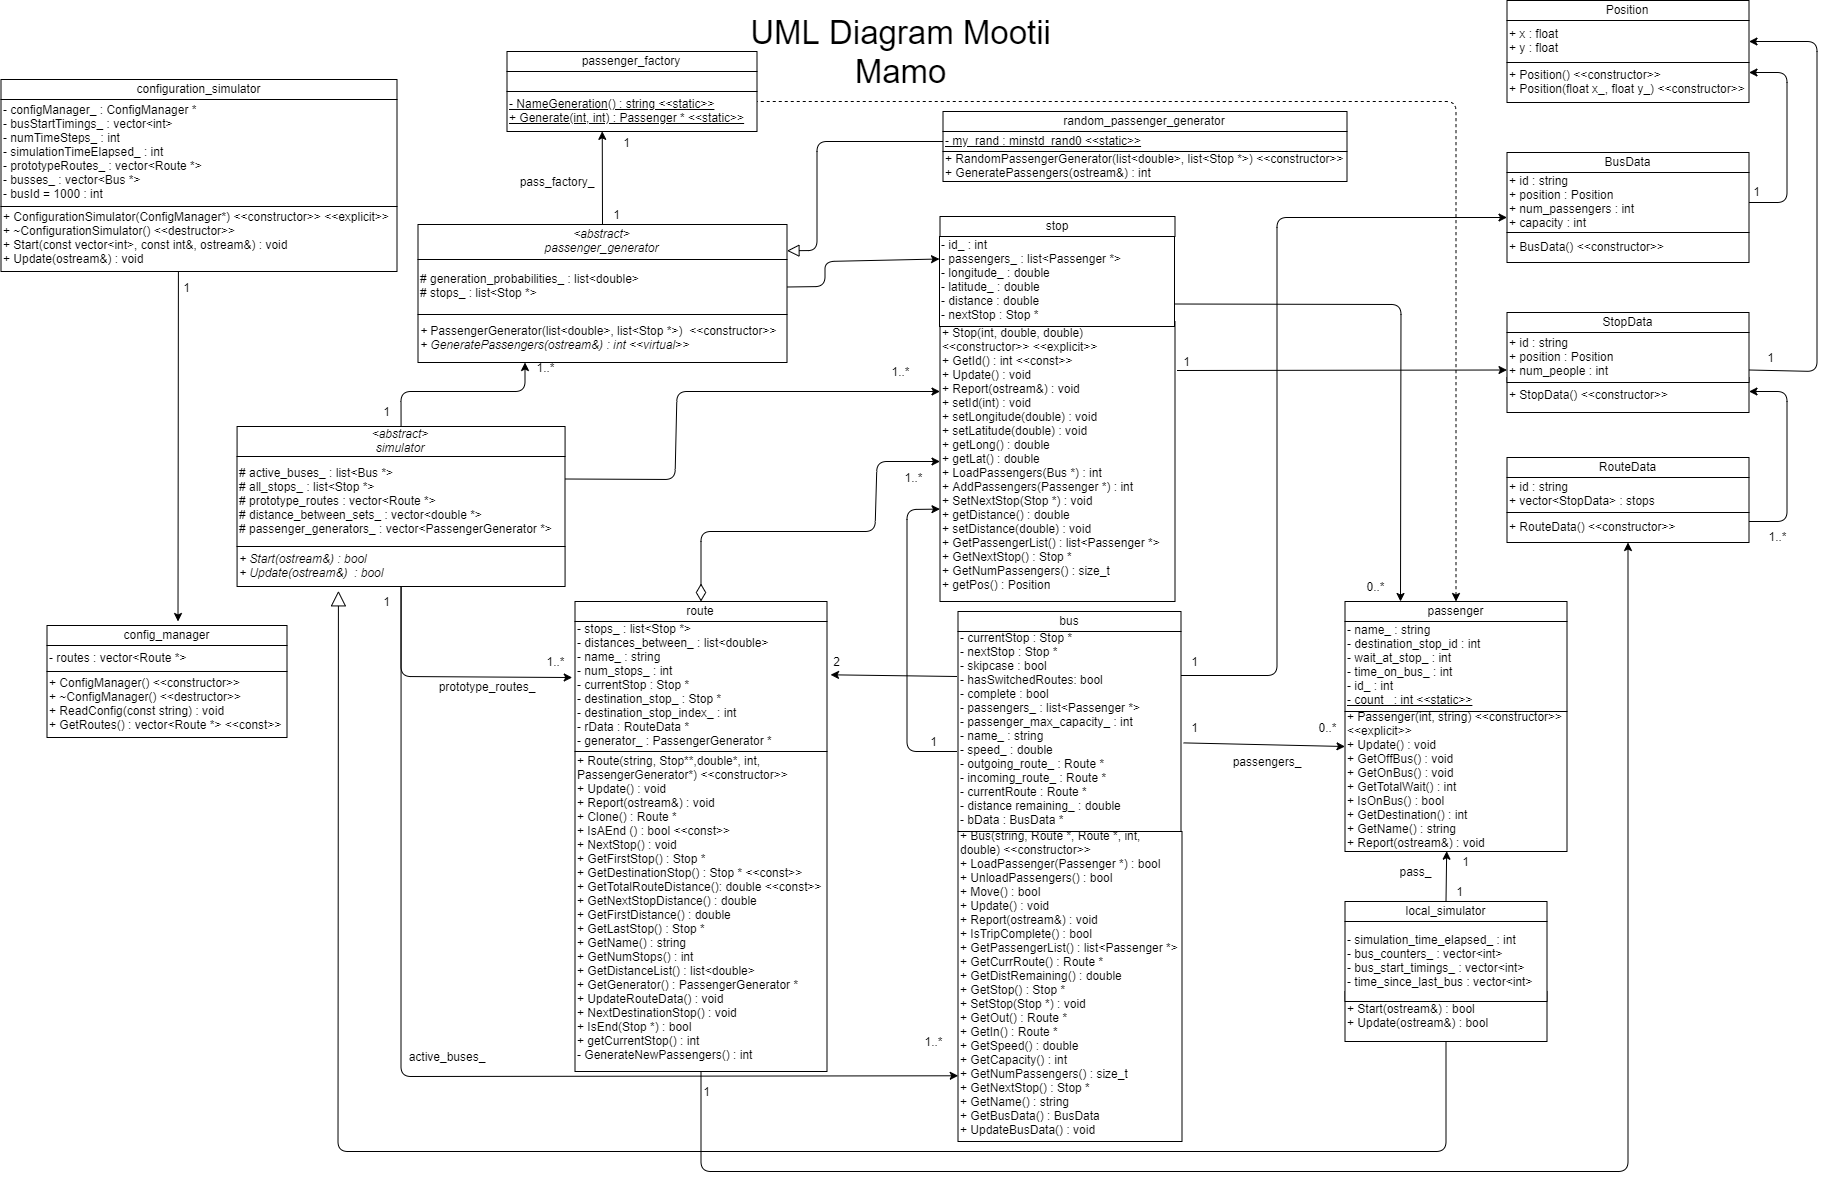 UML Diagram Mootii
Mamo
configuration_simulator
- configManager_ : ConfigManager *
- busStartTimings_ : vector<int>
- numTimeSteps_ : int
- simulationTimeElapsed_ : int
- prototypeRoutes_ : vector<Route *>
- busses_ : vector<Bus *>
- busId = 1000 : int
+ ConfigurationSimulator(ConfigManager*) <<constructor>> <<explicit>>
+ ~ConfigurationSimulator() <<destructor>>
+ Start(const vector<int>, const int&, ostream&) : void
+ Update(ostream&) : void
1
config_manager
- routes : vector<Route *>
+ ConfigManager() <<constructor>>
+ ~ConfigManager() <<destructor>>
+ ReadConfig(const string) : void
+ GetRoutes() : vector<Route *> <<const>>
passenger_factory
- NameGeneration() : string <<static>>
+ Generate(int, int) : Passenger * <<static>>
1
pass_factory_
1
<abstract>
passenger_generator
# generation_probabilities_ : list<double>
# stops_ : list<Stop *>
+ PassengerGenerator(list<double>, list<Stop *>)  <<constructor>>
+ GeneratePassengers(ostream&) : int <<virtual>>
1..*
1
<abstract>
simulator
# active_buses_ : list<Bus *>
# all_stops_ : list<Stop *>
# prototype_routes : vector<Route *>
# distance_between_sets_ : vector<double *>
# passenger_generators_ : vector<PassengerGenerator *>
+ Start(ostream&) : bool
+ Update(ostream&)  : bool
1
1..*
prototype_routes_
active_buses_
1..*
random_passenger_generator
- my_rand : minstd_rand0 <<static>>
+ RandomPassengerGenerator(list<double>, list<Stop *>) <<constructor>>
+ GeneratePassengers(ostream&) : int
stop
- id_ : int
- passengers_ : list<Passenger *>
- longitude_ : double
- latitude_ : double
- distance : double
- nextStop : Stop *
+ Stop(int, double, double)
<<constructor>> <<explicit>>
+ GetId() : int <<const>>
+ Update() : void
+ Report(ostream&) : void
+ setId(int) : void
+ setLongitude(double) : void
+ setLatitude(double) : void
+ getLong() : double
+ getLat() : double
+ LoadPassengers(Bus *) : int
+ AddPassengers(Passenger *) : int
+ SetNextStop(Stop *) : void
+ getDistance() : double
+ setDistance(double) : void
+ GetPassengerList() : list<Passenger *>
+ GetNextStop() : Stop *
+ GetNumPassengers() : size_t
+ getPos() : Position
1..*
1..*
1
route
- stops_ : list<Stop *>
- distances_between_ : list<double>
- name_ : string
- num_stops_ : int
- currentStop : Stop *
- destination_stop_ : Stop *
- destination_stop_index_ : int
- rData : RouteData *
- generator_ : PassengerGenerator *
+ Route(string, Stop**,double*, int,
PassengerGenerator*) <<constructor>>
+ Update() : void
+ Report(ostream&) : void
+ Clone() : Route *
+ IsAEnd () : bool <<const>>
+ NextStop() : void
+ GetFirstStop() : Stop *
+ GetDestinationStop() : Stop * <<const>>
+ GetTotalRouteDistance(): double <<const>>
+ GetNextStopDistance() : double
+ GetFirstDistance() : double
+ GetLastStop() : Stop *
+ GetName() : string
+ GetNumStops() : int
+ GetDistanceList() : list<double>
+ GetGenerator() : PassengerGenerator *
+ UpdateRouteData() : void
+ NextDestinationStop() : void
+ IsEnd(Stop *) : bool
+ getCurrentStop() : int
- GenerateNewPassengers() : int
1
2
1
bus
- currentStop : Stop *
- nextStop : Stop *
- skipcase : bool
- hasSwitchedRoutes: bool
- complete : bool
- passengers_ : list<Passenger *>
- passenger_max_capacity_ : int
- name_ : string
- speed_ : double
- outgoing_route_ : Route *
- incoming_route_ : Route *
- currentRoute : Route *
- distance remaining_ : double
- bData : BusData *
+ Bus(string, Route *, Route *, int,
double) <<constructor>>
+ LoadPassenger(Passenger *) : bool
+ UnloadPassengers() : bool
+ Move() : bool
+ Update() : void
+ Report(ostream&) : void
+ IsTripComplete() : bool
+ GetPassengerList() : list<Passenger *>
+ GetCurrRoute() : Route *
+ GetDistRemaining() : double
+ GetStop() : Stop *
+ SetStop(Stop *) : void
+ GetOut() : Route *
+ GetIn() : Route *
+ GetSpeed() : double
+ GetCapacity() : int
+ GetNumPassengers() : size_t
+ GetNextStop() : Stop *
+ GetName() : string
+ GetBusData() : BusData
+ UpdateBusData() : void
1
1
passengers_
0..*
0..*
passenger
- name_ : string
- destination_stop_id : int
- wait_at_stop_ : int
- time_on_bus_ : int
- id_ : int
- count_ : int <<static>>
+ Passenger(int, string) <<constructor>>
<<explicit>>
+ Update() : void
+ GetOffBus() : void
+ GetOnBus() : void
+ GetTotalWait() : int
+ IsOnBus() : bool
+ GetDestination() : int
+ GetName() : string
+ Report(ostream&) : void
1
pass_
1
local_simulator
- simulation_time_elapsed_ : int
- bus_counters_ : vector<int>
- bus_start_timings_ : vector<int>
- time_since_last_bus : vector<int>
+ Start(ostream&) : bool
+ Update(ostream&) : bool
Position
+ x : float
+ y : float
+ Position() <<constructor>>
+ Position(float x_, float y_) <<constructor>>
BusData
+ id : string
+ position : Position
+ num_passengers : int
+ capacity : int
+ BusData() <<constructor>>
1
StopData
+ id : string
+ position : Position
+ num_people : int
+ StopData() <<constructor>>
1
RouteData
+ id : string
+ vector<StopData> : stops
+ RouteData() <<constructor>>
1..*